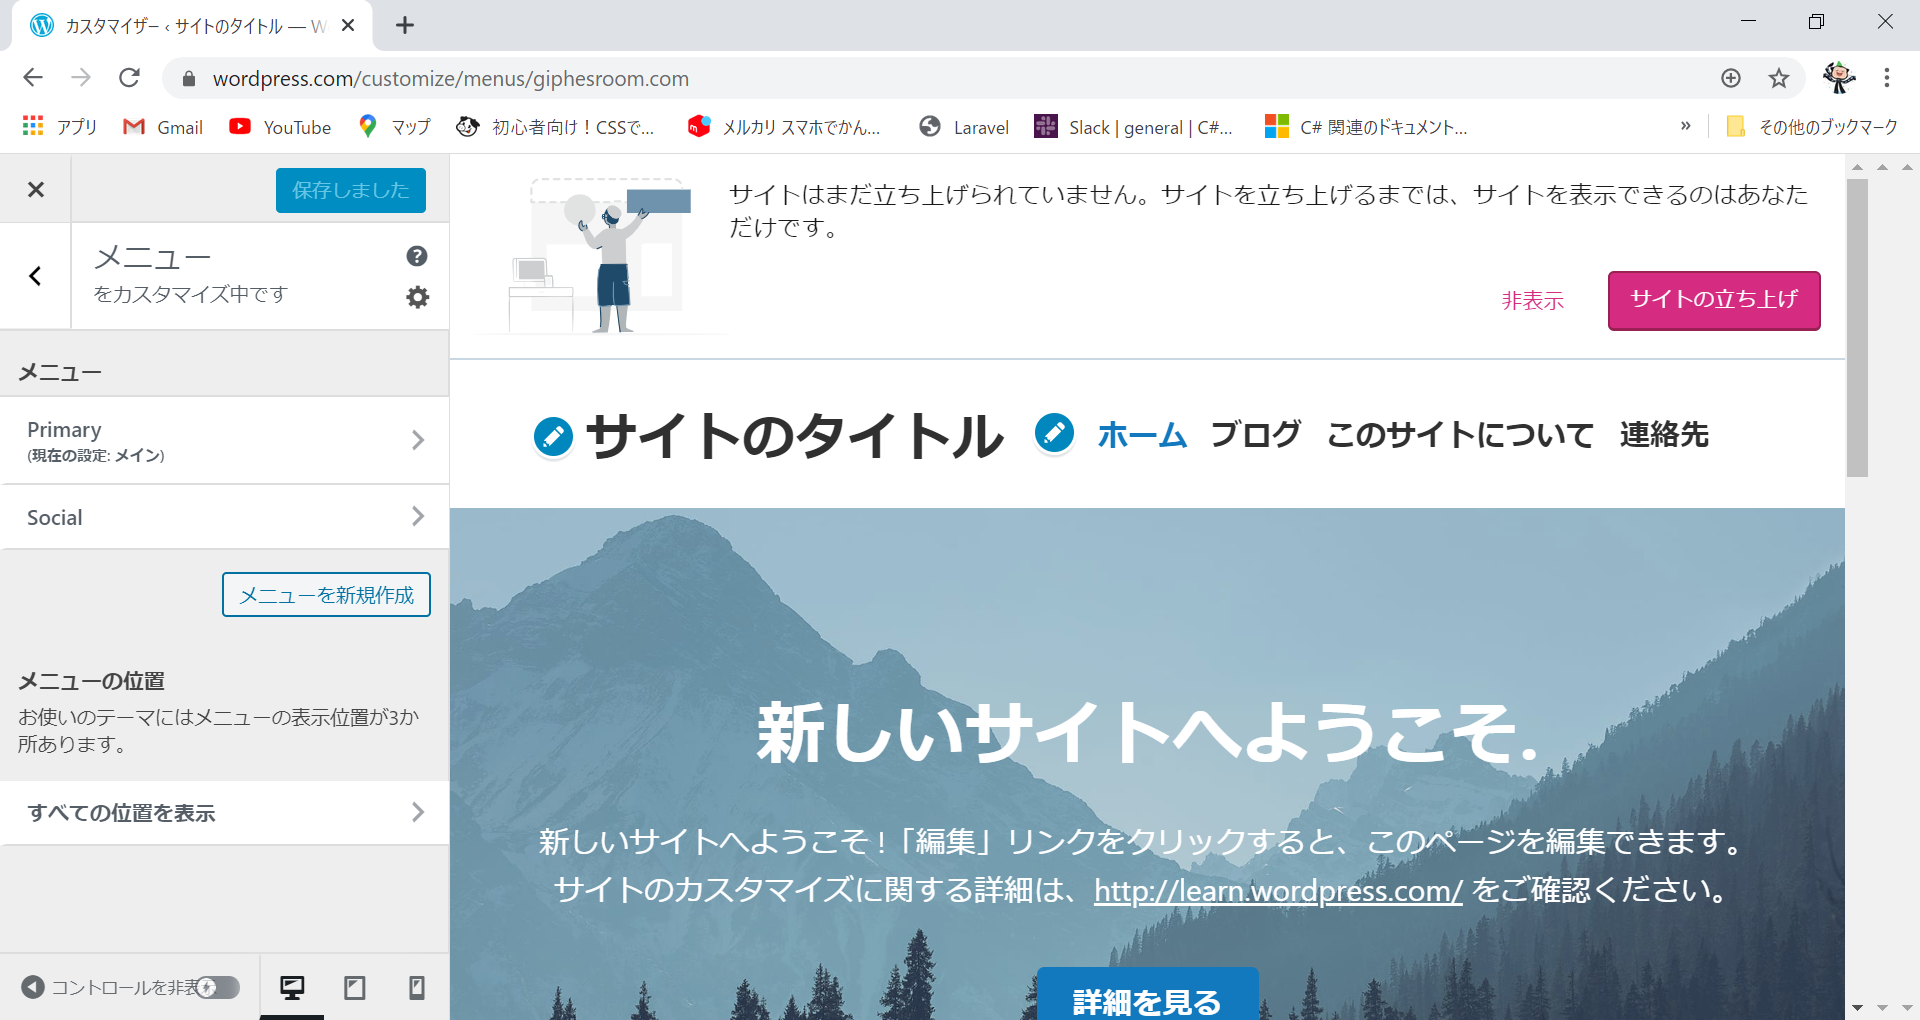 カスタマイザー ‹ サイトのタイトル — W
wordpress.com/customize/menus/giphesroom.com
アプリ
Gmail
YouTube
マップ
初心者向け！CSSで...
メルカリ スマホでかん...
Laravel
Slack | general | C#...
C# 関連のドキュメント...
»
その他のブックマーク
保存しました
メニュー
をカスタマイズ中です
メニュー
Primary
(現在の設定: メイン)
Social
メニューを新規作成
メニューの位置
お使いのテーマにはメニューの表示位置が3か
所あります。
すべての位置を表示
コントロールを非表
サイトはまだ立ち上げられていません。サイトを立ち上げるまでは、サイトを表示できるのはあなた
だけです。
非表示
サイトの立ち上げ
サイトのタイトル
ホーム ブログ このサイトについて 連絡先
新しいサイトへようこそ.
新しいサイトへようこそ !「編集」リンクをクリックすると、このページを編集できます。
サイトのカスタマイズに関する詳細は、http://learn.wordpress.com/ をご確認ください。
詳細を見る